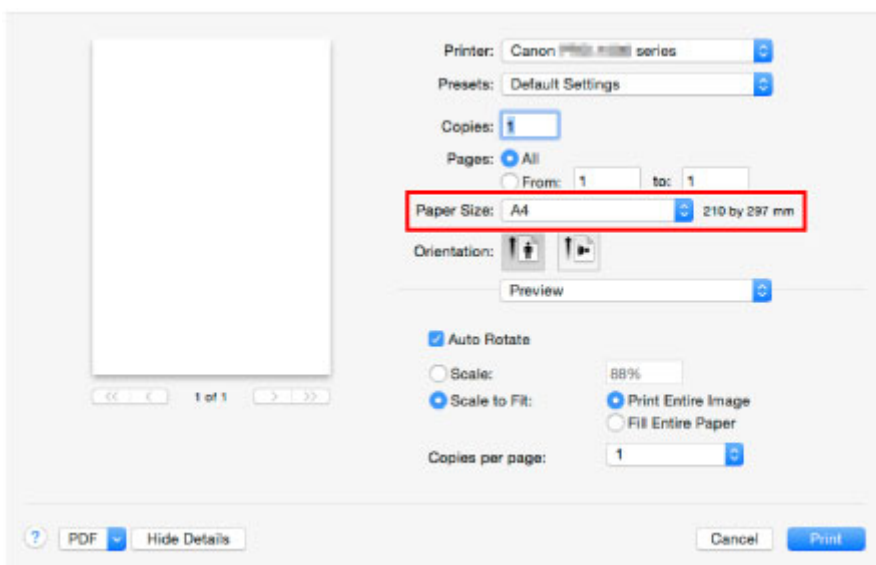 Printer: Canon series
Presets: Default Settings
Copies: 1
Pages: All
From: 1 to: 1
Paper Size: A4 210 by 297 mm
Orientation:
Preview
Auto Rotate
Scale: 88%
Scale to Fit: Print Entire Image
Fill Entire Paper
Copies per page: 1
1 of 1
? PDF Hide Details Cancel Print